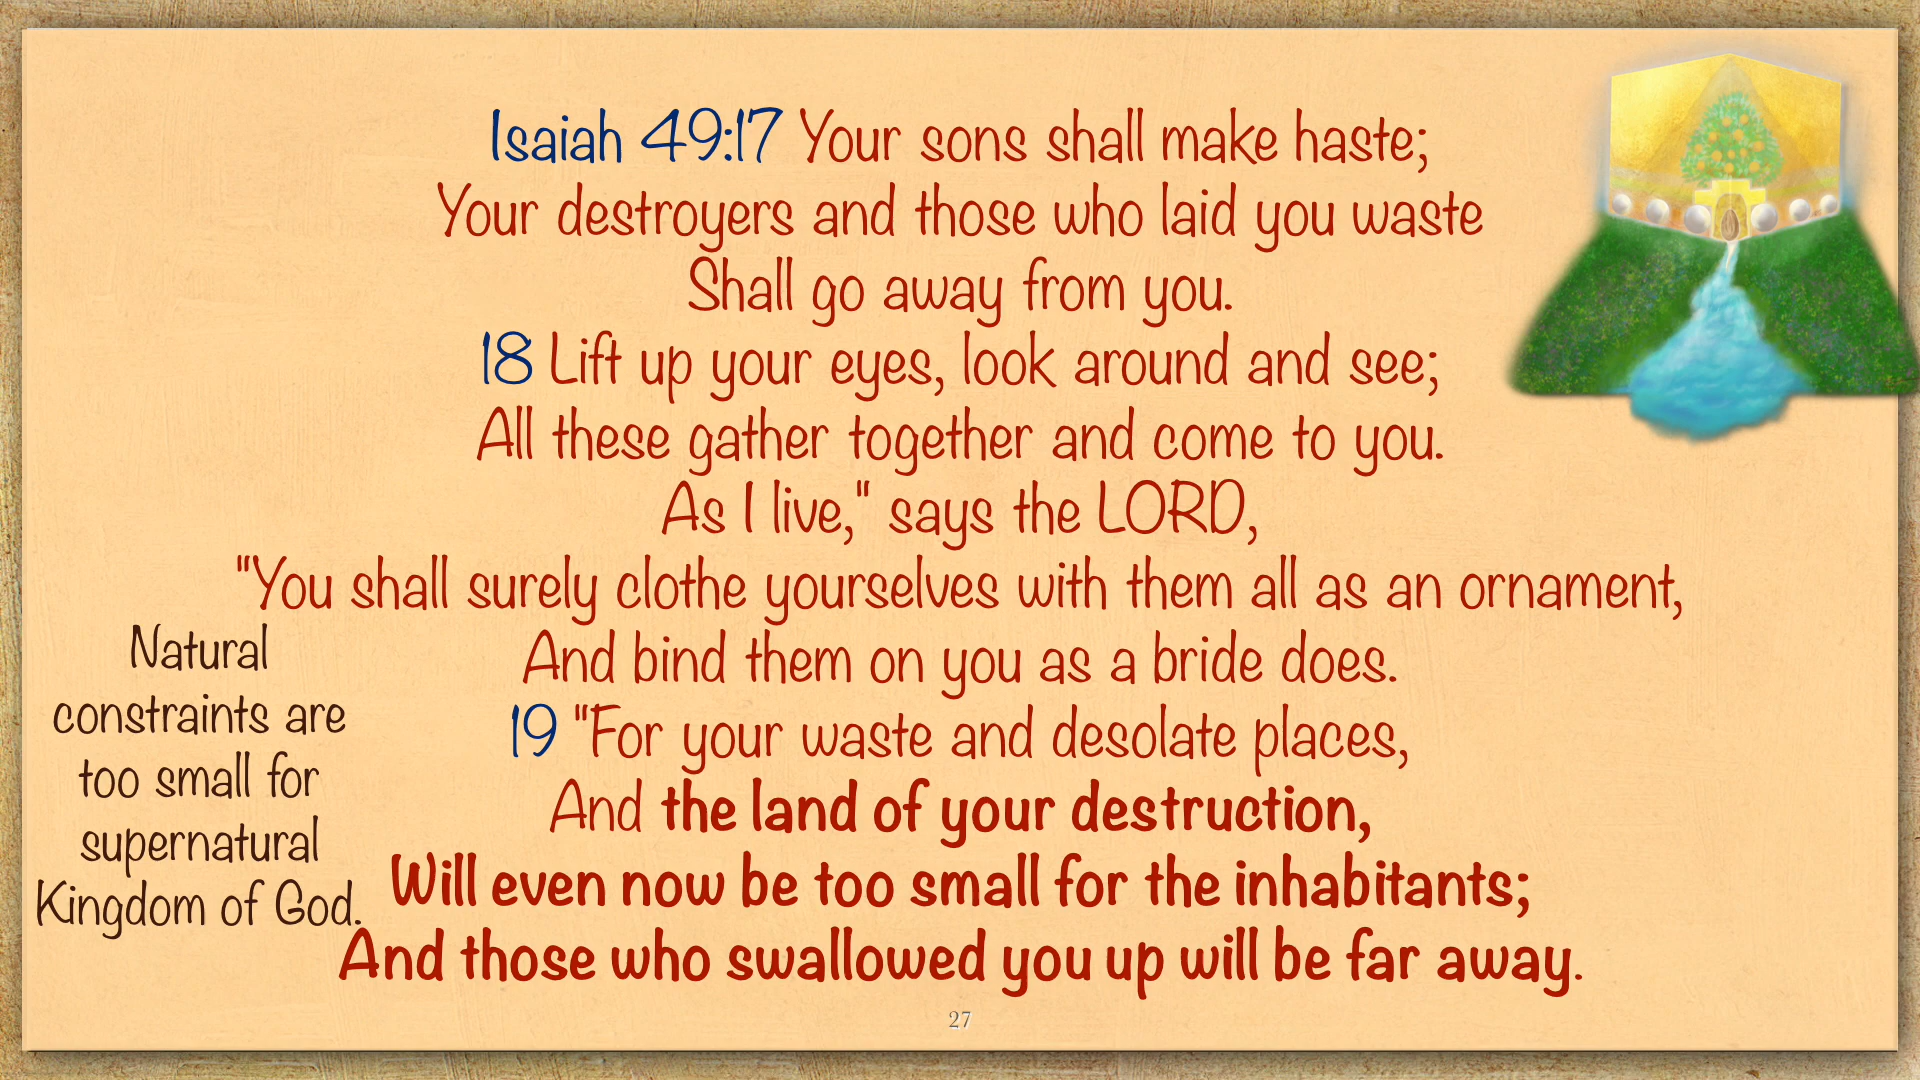 Isaiah 49:17 Your sons shall make haste;
Your destroyers and those who laid you waste
Shall go away from you.
18 Lift up your eyes, look around and see;
All these gather together and come to you.
As I live," says the LORD,
"You shall surely clothe yourselves with them all as an ornament,
And bind them on you as a bride does.
19 "For your waste and desolate places,
And the land of your destruction,
Will even now be too small for the inhabitants;
And those who swallowed you up will be far away.
Natural
constraints are
too small for
supernatural
Kingdom of God.
27